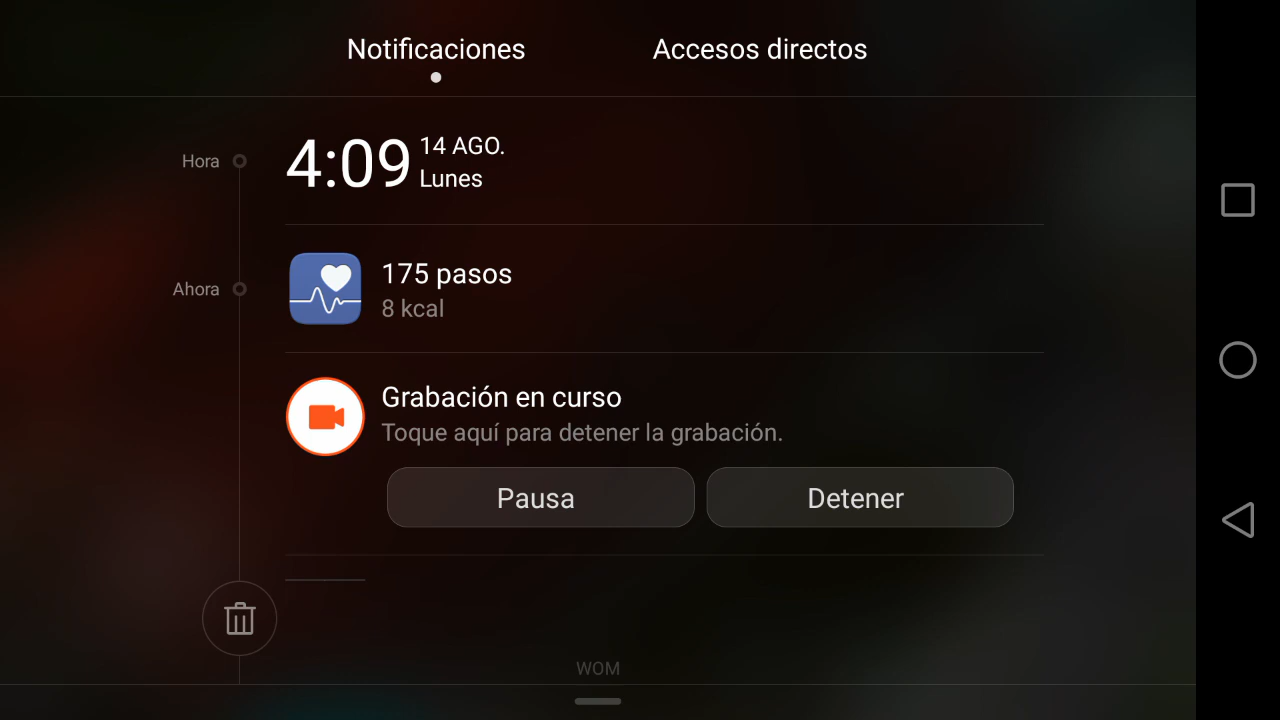 Notificaciones
Accesos directos
Hora
4:09
14 AGO.
Lunes
Ahora
175 pasos
8 kcal
Grabación en curso
Toque aquí para detener la grabación.
Pausa
Detener
WOM